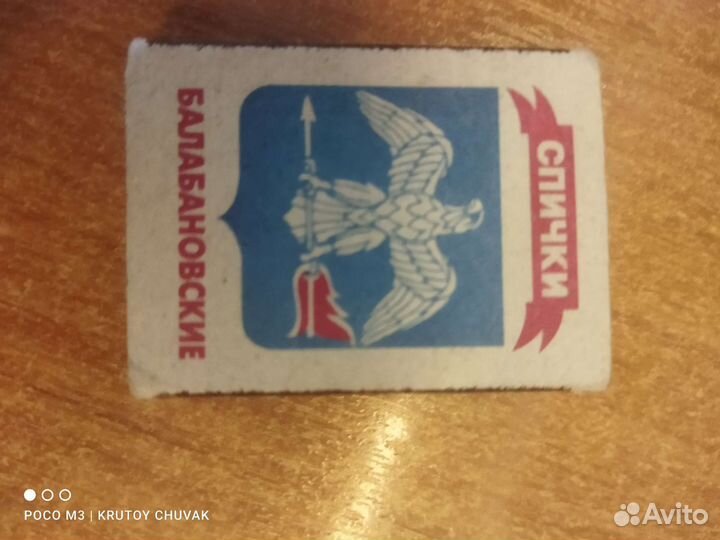 СПИЧКИ
БАЛАБАНОВСКИЕ
POCO M3 | KRUTOY CHUVAK
Avito